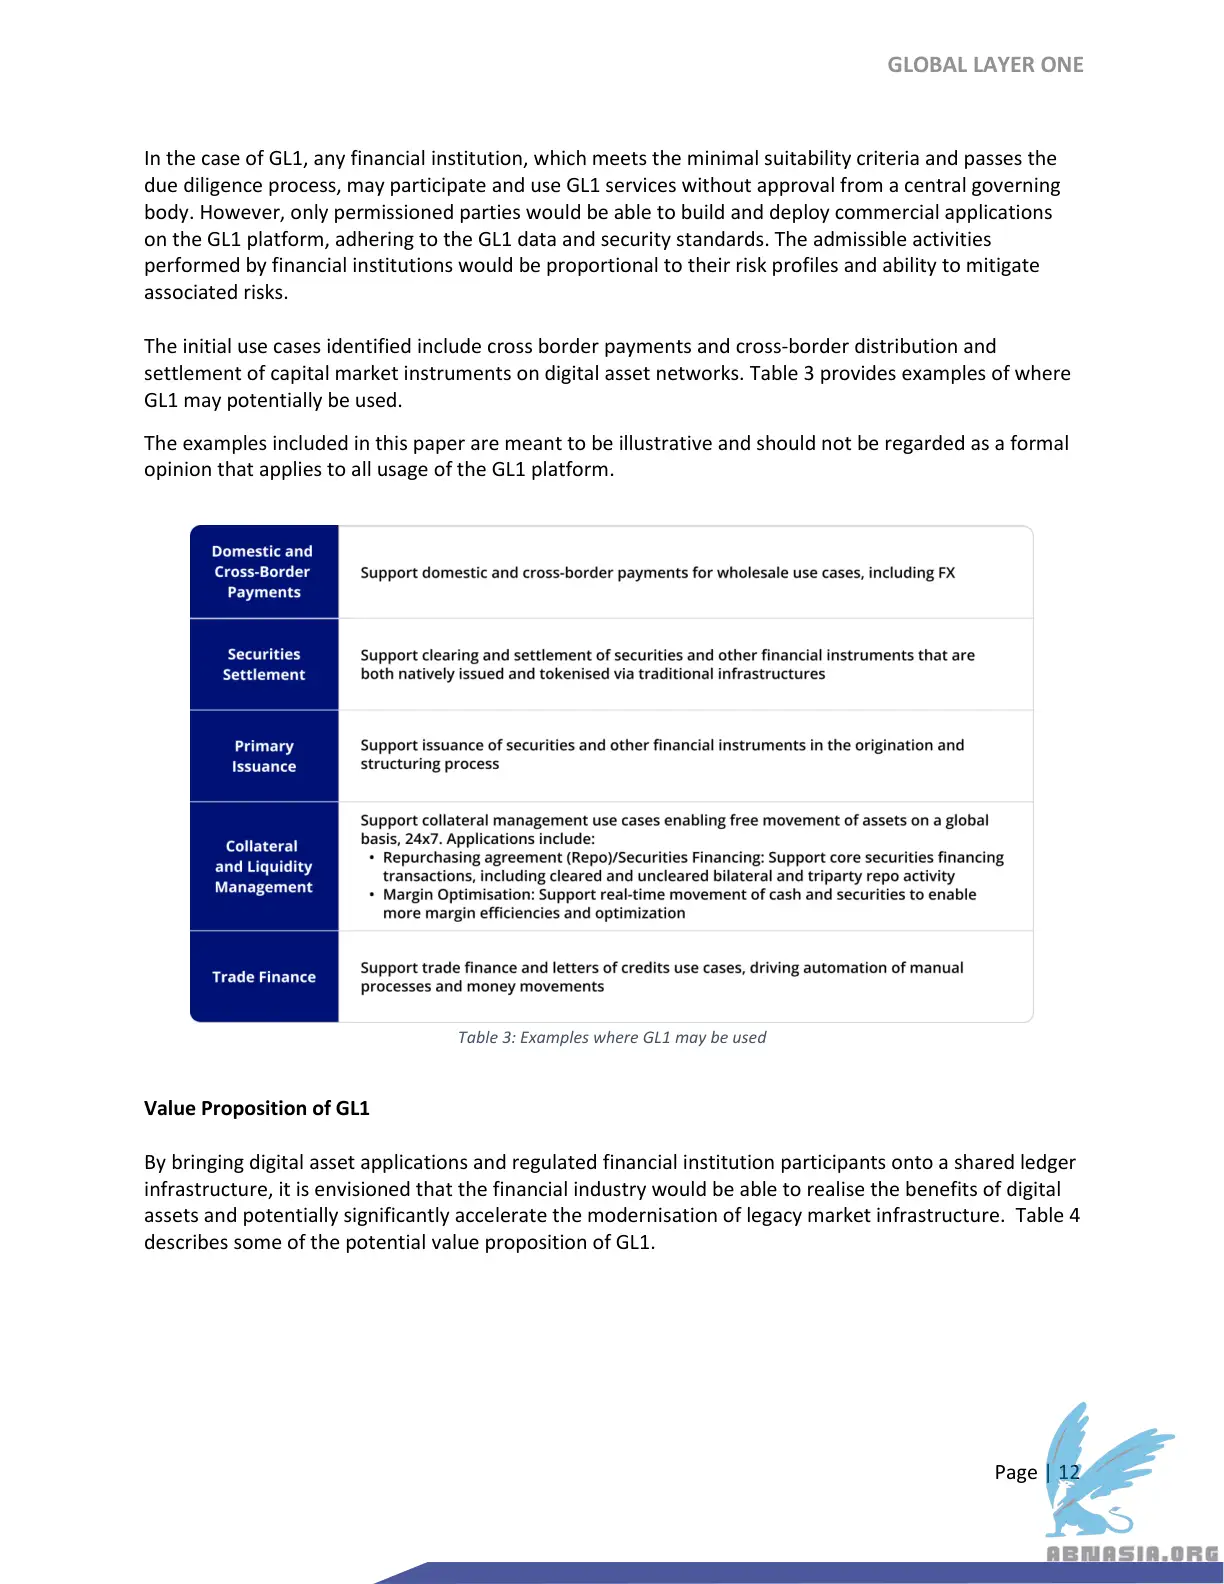 GLOBAL LAYER ONE
In the case of GL1, any financial institution, which meets the minimal suitability criteria and passes the
due diligence process, may participate and use GL1 services without approval from a central governing
body. However, only permissioned parties would be able to build and deploy commercial applications
on the GL1 platform, adhering to the GL1 data and security standards. The admissible activities
performed by financial institutions would be proportional to their risk profiles and ability to mitigate
associated risks.
The initial use cases identified include cross border payments and cross-border distribution and
settlement of capital market instruments on digital asset networks. Table 3 provides examples of where
GL1 may potentially be used.
The examples included in this paper are meant to be illustrative and should not be regarded as a formal
opinion that applies to all usage of the GL1 platform.
Domestic and
Cross-Border
Payments
Support domestic and cross-border payments for wholesale use cases, including FX
Securities
Settlement
Support clearing and settlement of securities and other financial instruments that are
both natively issued and tokenised via traditional infrastructures
Primary
Issuance
Support issuance of securities and other financial instruments in the origination and
structuring process
Collateral
and Liquidity
Management
Support collateral management use cases enabling free movement of assets on a global
basis, 24x7. Applications include:
• Repurchasing agreement (Repo)/Securities Financing: Support core securities financing
transactions, including cleared and uncleared bilateral and triparty repo activity
• Margin Optimisation: Support real-time movement of cash and securities to enable
more margin efficiencies and optimization
Trade Finance
Support trade finance and letters of credits use cases, driving automation of manual
processes and money movements
Table 3: Examples where GL1 may be used
Value Proposition of GL1
By bringing digital asset applications and regulated financial institution participants onto a shared ledger
infrastructure, it is envisioned that the financial industry would be able to realise the benefits of digital
assets and potentially significantly accelerate the modernisation of legacy market infrastructure.  Table 4
describes some of the potential value proposition of GL1.
Page | 12
ABNASIA.ORG